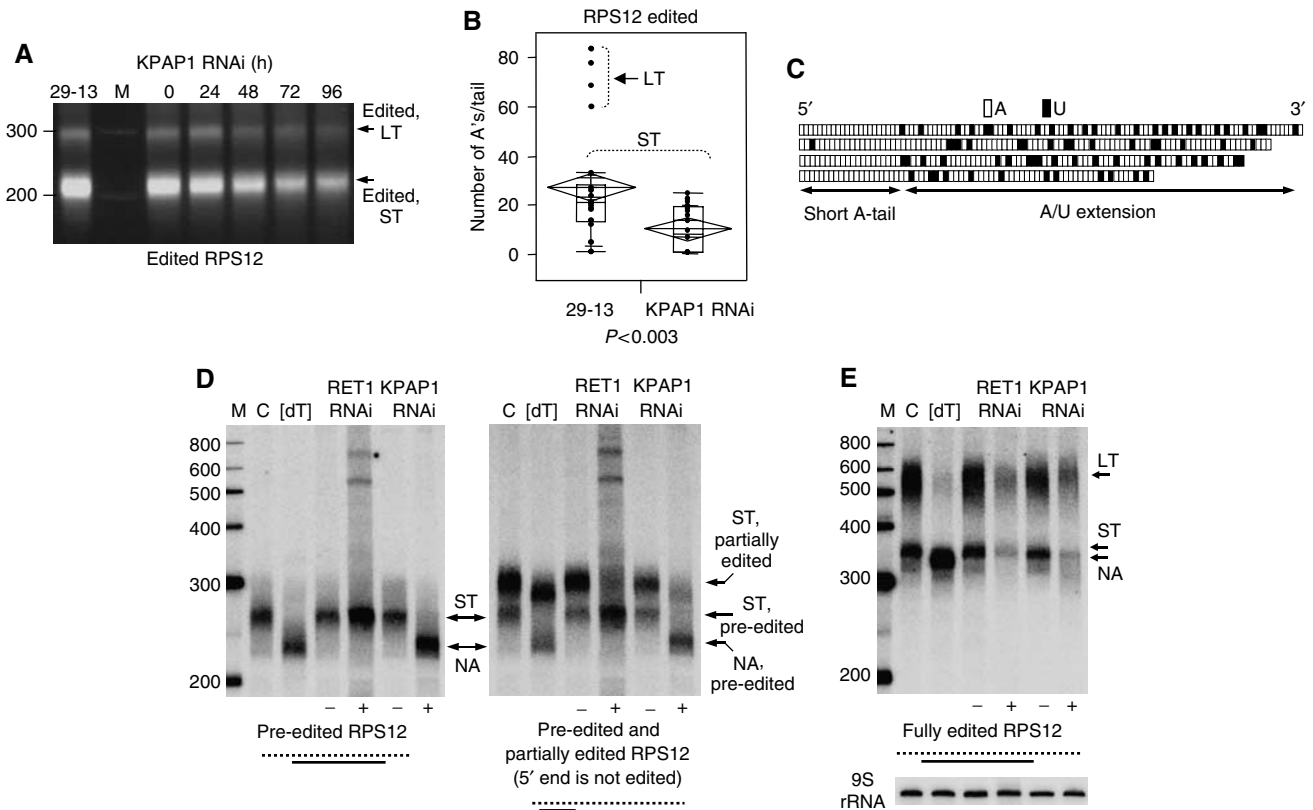 A
KPAP1 RNAi (h)
29-13 M 0 24 48 72 96
300
200
Edited, LT
Edited, ST
Edited RPS12
B
RPS12 edited
Number of A's/tail
80
60
40
20
0
LT
ST
29-13 KPAP1 RNAi
P<0.003
C
5′ 3′
A U
Short A-tail A/U extension
D
RET1 KPAP1
M C [dT] RNAi RNAi
800
600
500
400
300
200
ST
NA
– + – +
Pre-edited RPS12
RET1 KPAP1
C [dT] RNAi RNAi
ST,
partially
edited
ST,
pre-edited
NA,
pre-edited
– + – +
Pre-edited and
partially edited RPS12
(5′ end is not edited)
E
RET1 KPAP1
M C [dT] RNAi RNAi
800
600
500
400
300
200
LT
ST
NA
– + – +
Fully edited RPS12
9S
rRNA